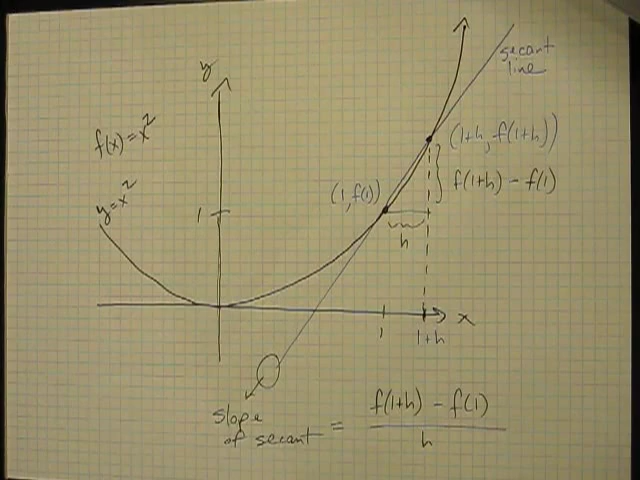 y
secant
line
f(x) = x²
(1+h, f(1+h))
f(1+h) - f(1)
y = x²
(1, f(1))
1
h
x
1
1+h
slope
of secant = f(1+h) - f(1)
h